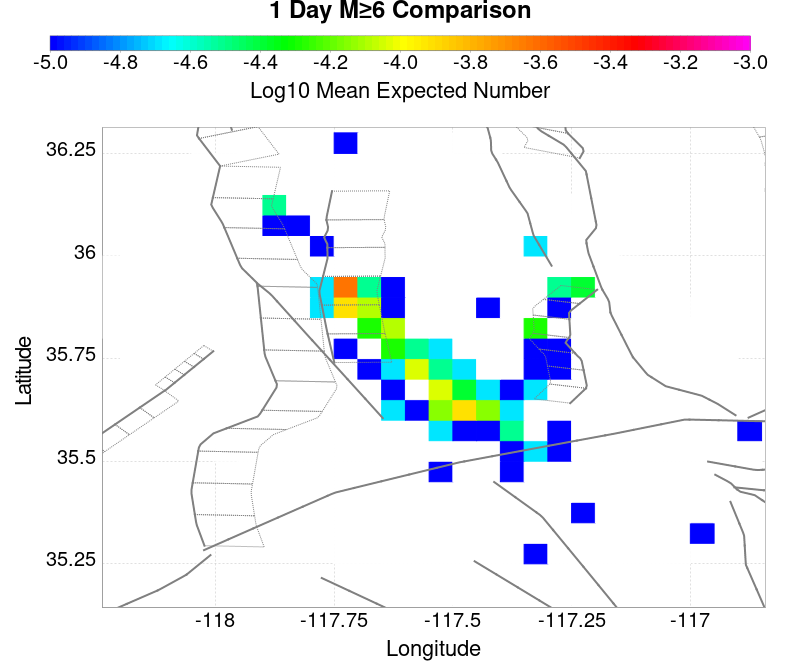 1 Day M≥6 Comparison
-5.0 -4.8 -4.6 -4.4 -4.2 -4.0 -3.8 -3.6 -3.4 -3.2 -3.0
Log10 Mean Expected Number
36.25
36
35.75
35.5
35.25
Latitude
-118 -117.75 -117.5 -117.25 -117
Longitude